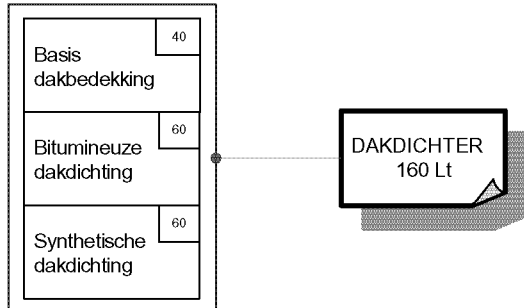 40
Basis
dakbedekking
60
Bitumineuze
dakdichting
60
Synthetische
dakdichting
DAKDICHTER
160 Lt